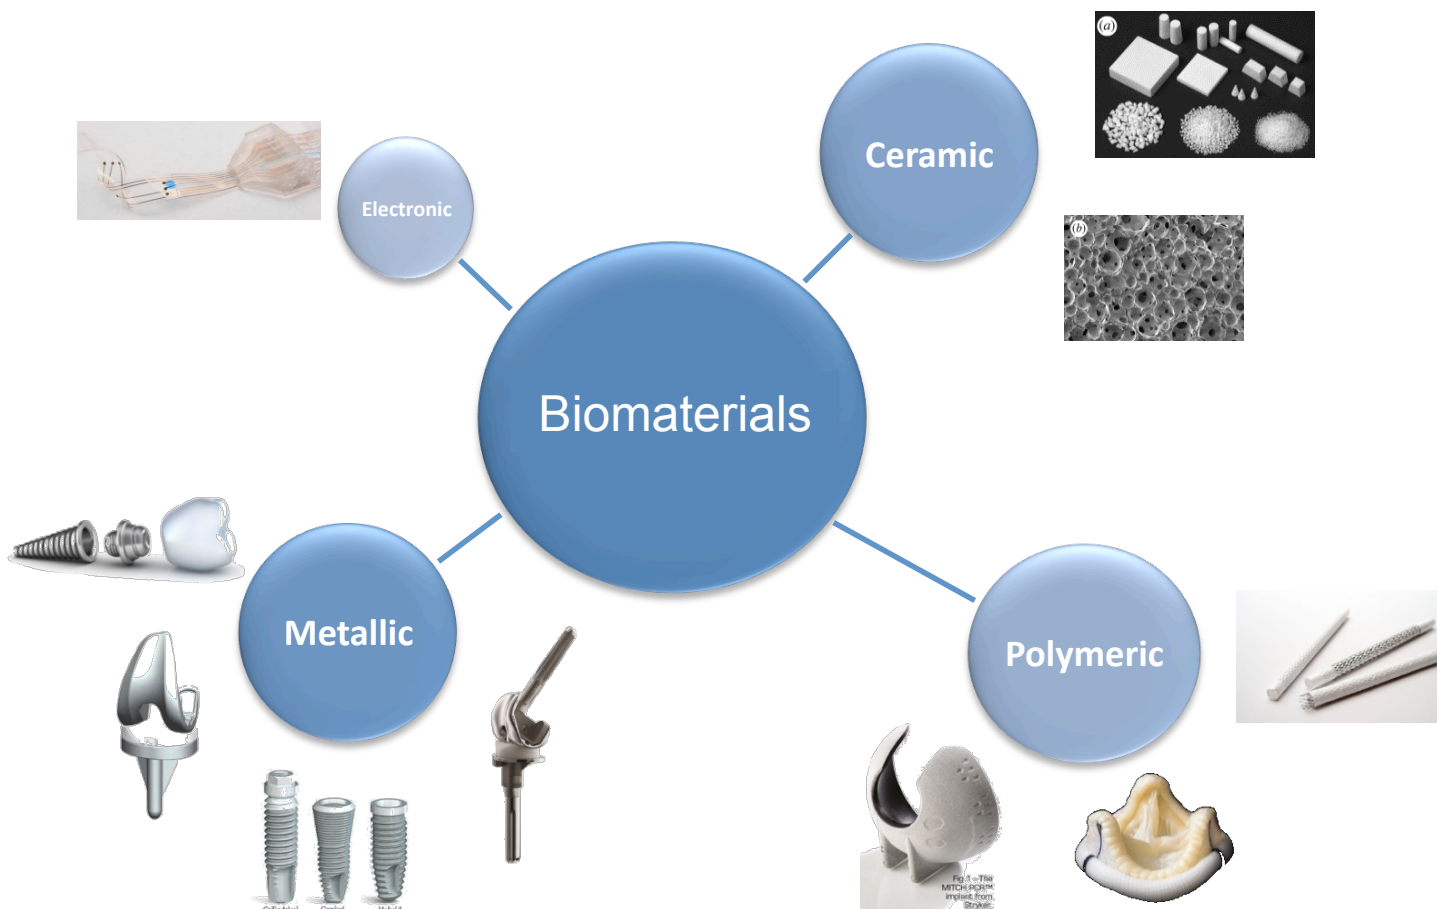 (a)
Ceramic
Electronic
(b)
Biomaterials
Metallic
Polymeric
Fig.1 - The
MITCH PCR™
implant from
Stryker.